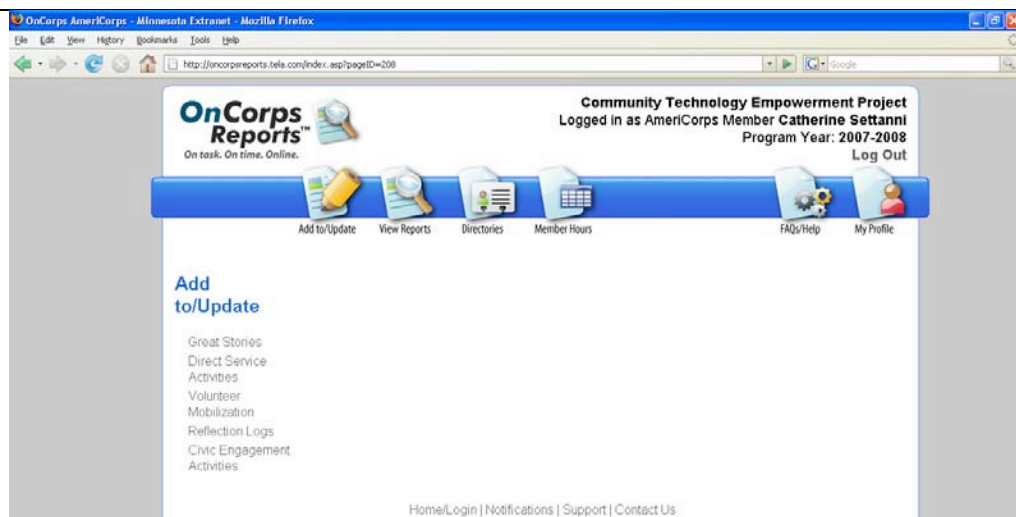 OnCorps AmeriCorps - Minnesota Extranet - Mozilla Firefox
File Edit View History Bookmarks Tools Help
http://oncorpsreports.tela.com/index.asp?pageID=208
Google
OnCorps
Reports™
On task. On time. Online.
Community Technology Empowerment Project
Logged in as AmeriCorps Member Catherine Settanni
Program Year: 2007-2008
Log Out
Add to/Update View Reports Directories Member Hours FAQs/Help My Profile
Add
to/Update
Great Stories
Direct Service
Activities
Volunteer
Mobilization
Reflection Logs
Civic Engagement
Activities
Home/Login | Notifications | Support | Contact Us